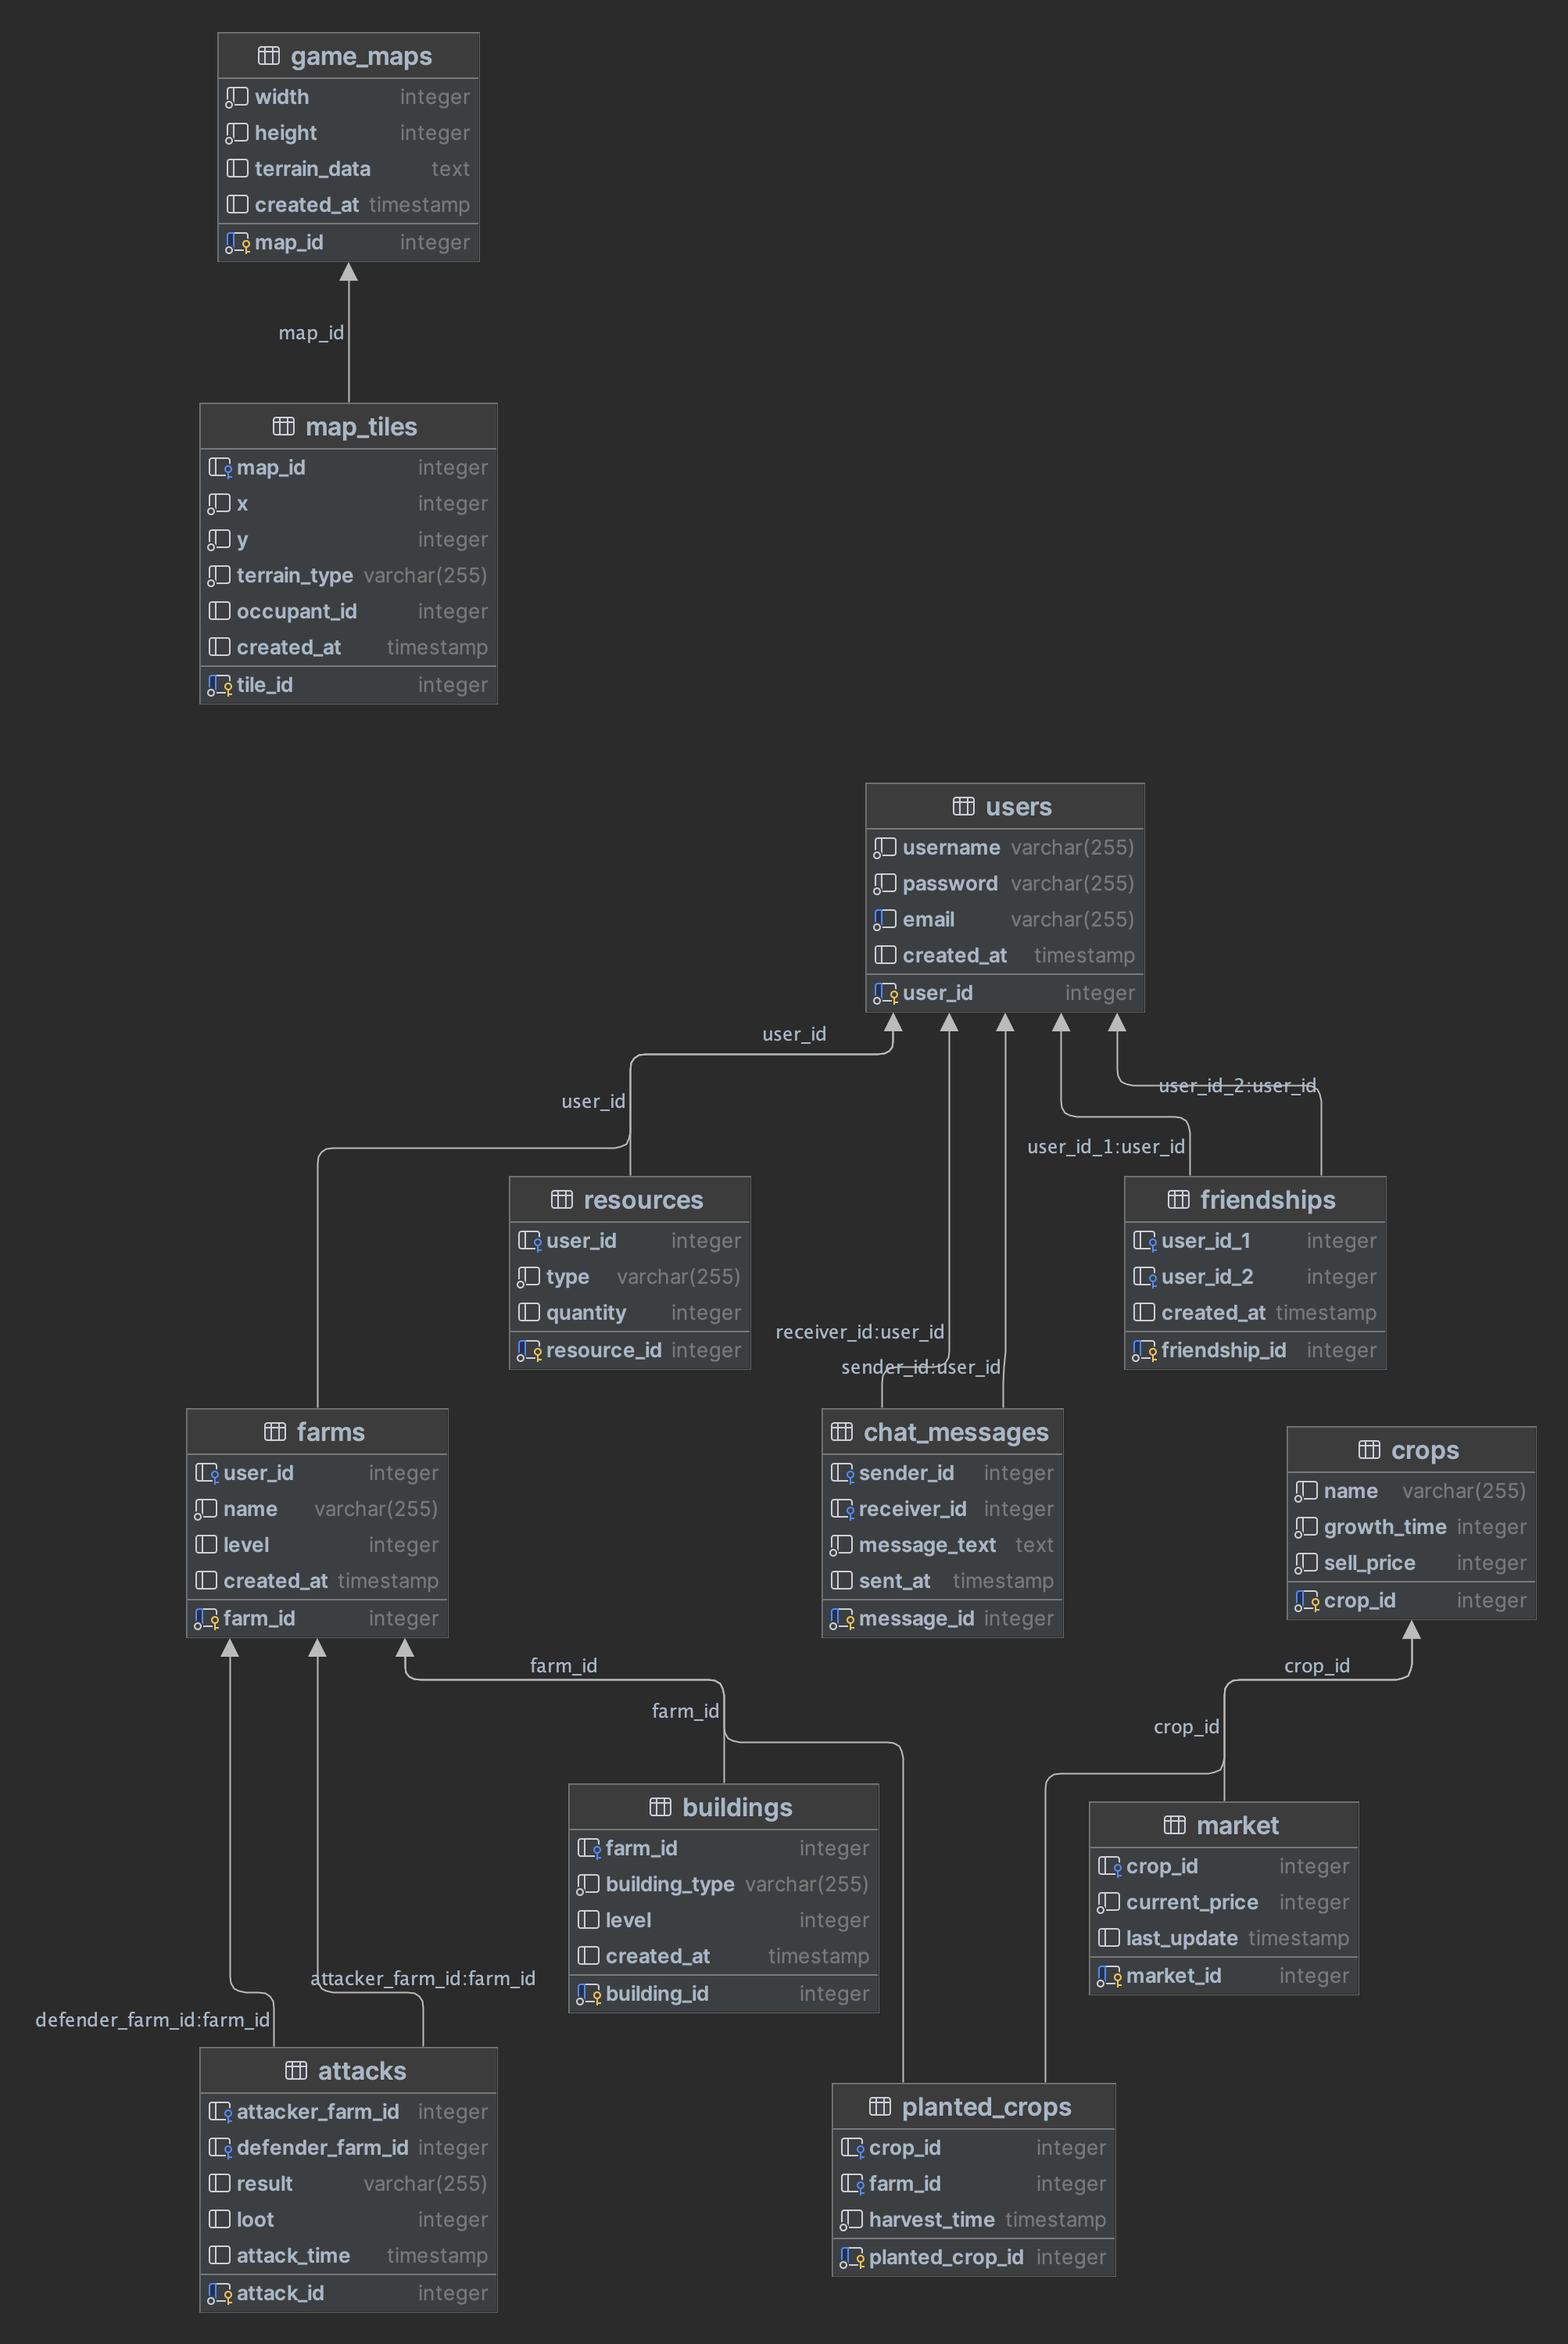 game_maps
width integer
height integer
terrain_data text
created_at timestamp
map_id integer
map_id
map_tiles
map_id integer
x integer
y integer
terrain_type varchar(255)
occupant_id integer
created_at timestamp
tile_id integer
users
username varchar(255)
password varchar(255)
email varchar(255)
created_at timestamp
user_id integer
user_id
user_id
user_id_2:user_id
user_id_1:user_id
resources
user_id integer
type varchar(255)
quantity integer
resource_id integer
friendships
user_id_1 integer
user_id_2 integer
created_at timestamp
friendship_id integer
receiver_id:user_id
sender_id:user_id
farms
user_id integer
name varchar(255)
level integer
created_at timestamp
farm_id integer
chat_messages
sender_id integer
receiver_id integer
message_text text
sent_at timestamp
message_id integer
crops
name varchar(255)
growth_time integer
sell_price integer
crop_id integer
farm_id
farm_id
crop_id
crop_id
buildings
farm_id integer
building_type varchar(255)
level integer
created_at timestamp
building_id integer
market
crop_id integer
current_price integer
last_update timestamp
market_id integer
attacker_farm_id:farm_id
defender_farm_id:farm_id
attacks
attacker_farm_id integer
defender_farm_id integer
result varchar(255)
loot integer
attack_time timestamp
attack_id integer
planted_crops
crop_id integer
farm_id integer
harvest_time timestamp
planted_crop_id integer